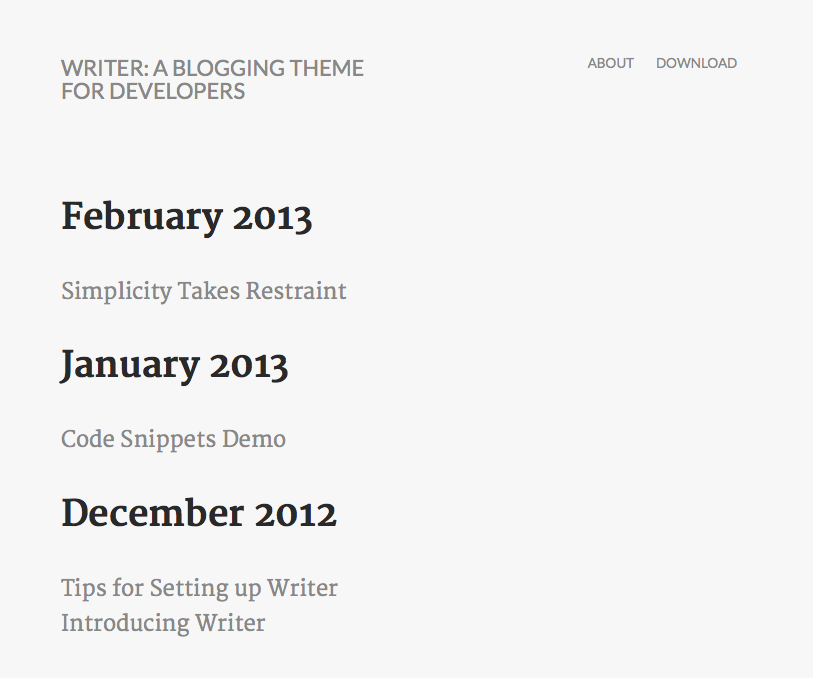 WRITER: A BLOGGING THEME
FOR DEVELOPERS
ABOUT DOWNLOAD
February 2013
Simplicity Takes Restraint
January 2013
Code Snippets Demo
December 2012
Tips for Setting up Writer
Introducing Writer